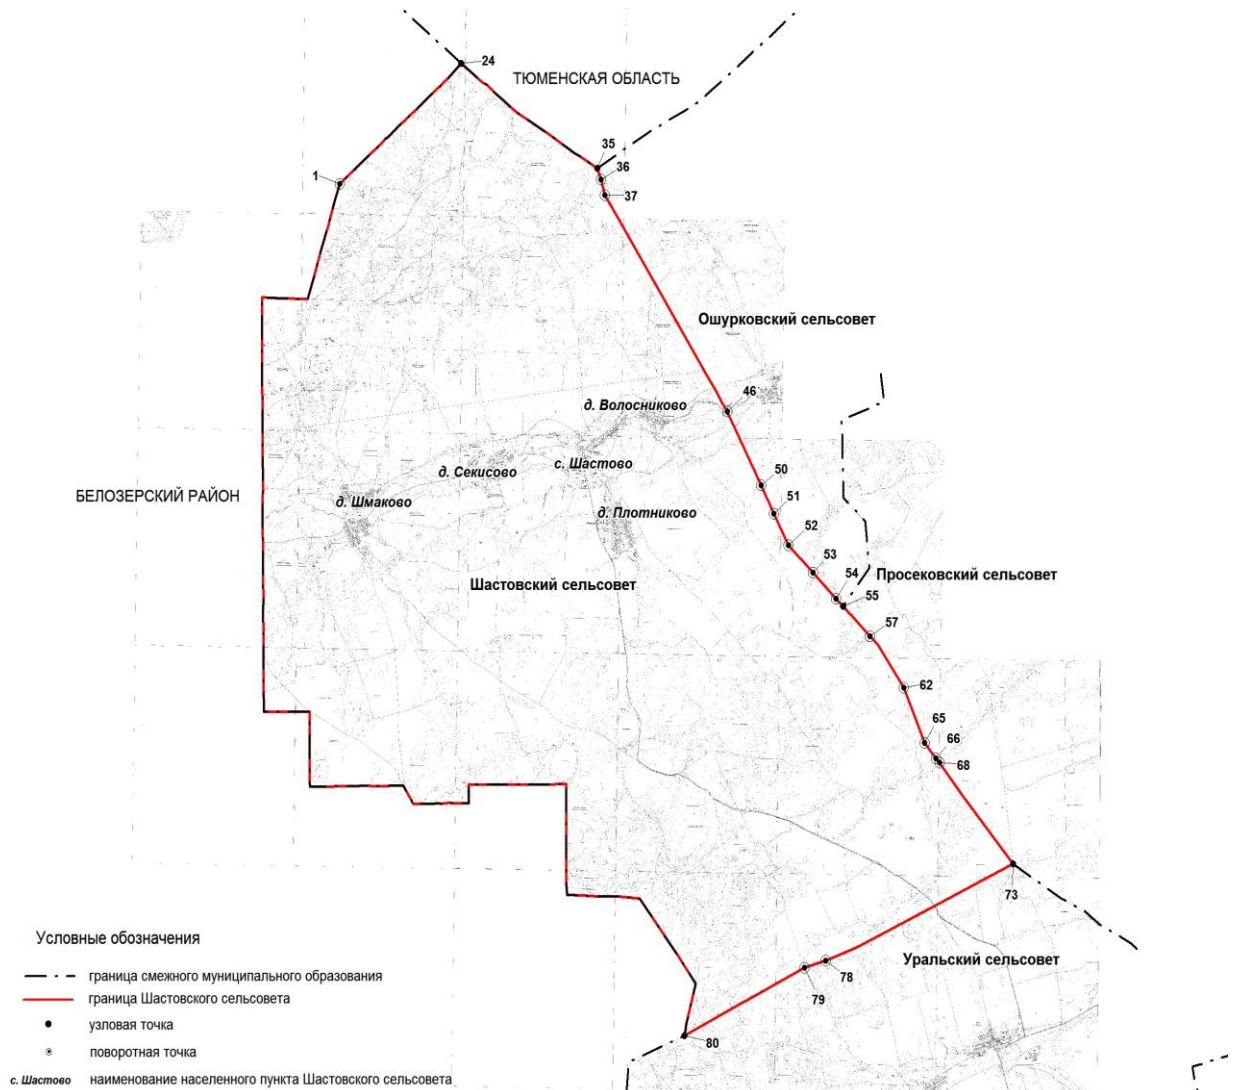 24
ТЮМЕНСКАЯ ОБЛАСТЬ
35
36
1
37
Ошурковский сельсовет
46
д. Волосниково
с. Шастово
д. Секисово
50
БЕЛОЗЕРСКИЙ РАЙОН
д. Шмаково
51
д. Плотниково
52
53
Просековский сельсовет
54
Шастовский сельсовет
55
57
62
65
66
68
73
Условные обозначения
Уральский сельсовет
78
граница смежного муниципального образования
79
граница Шастовского сельсовета
узловая точка
80
поворотная точка
с. Шастово наименование населенного пункта Шастовского сельсовета